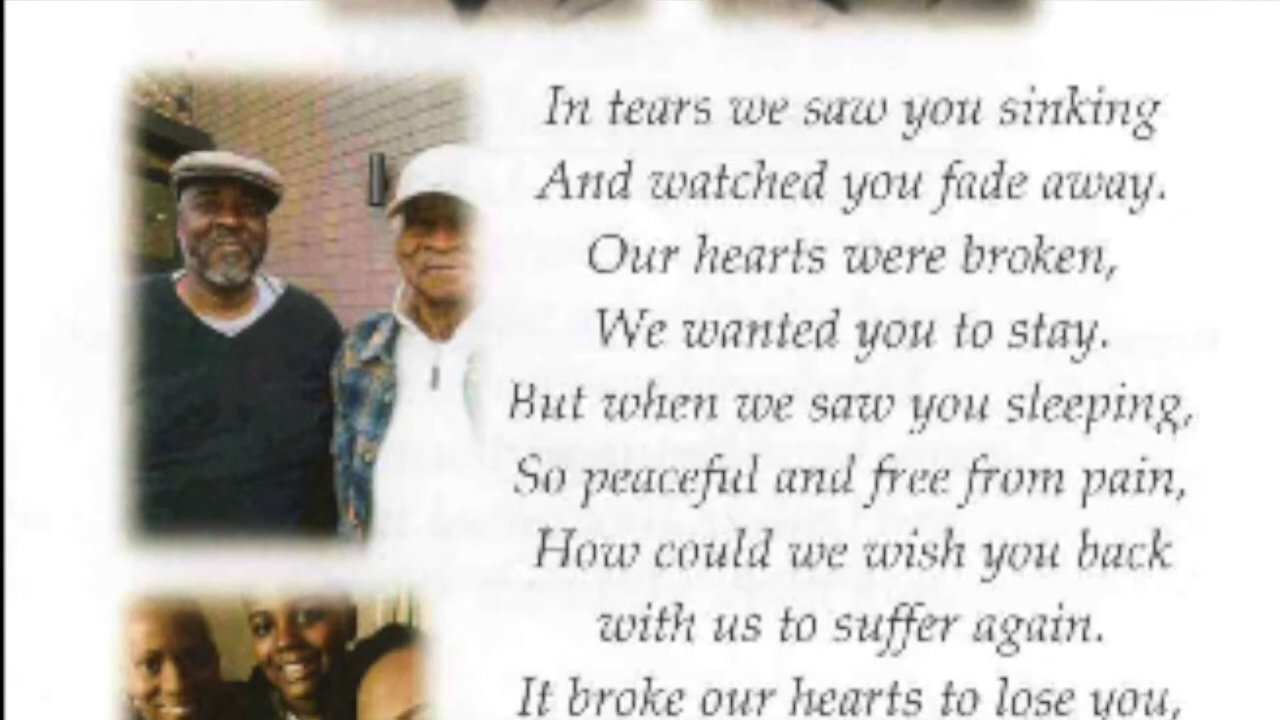 In tears we saw you sinking
And watched you fade away.
Our hearts were broken,
We wanted you to stay.
But when we saw you sleeping,
So peaceful and free from pain,
How could we wish you back
with us to suffer again.
It broke our hearts to lose you,